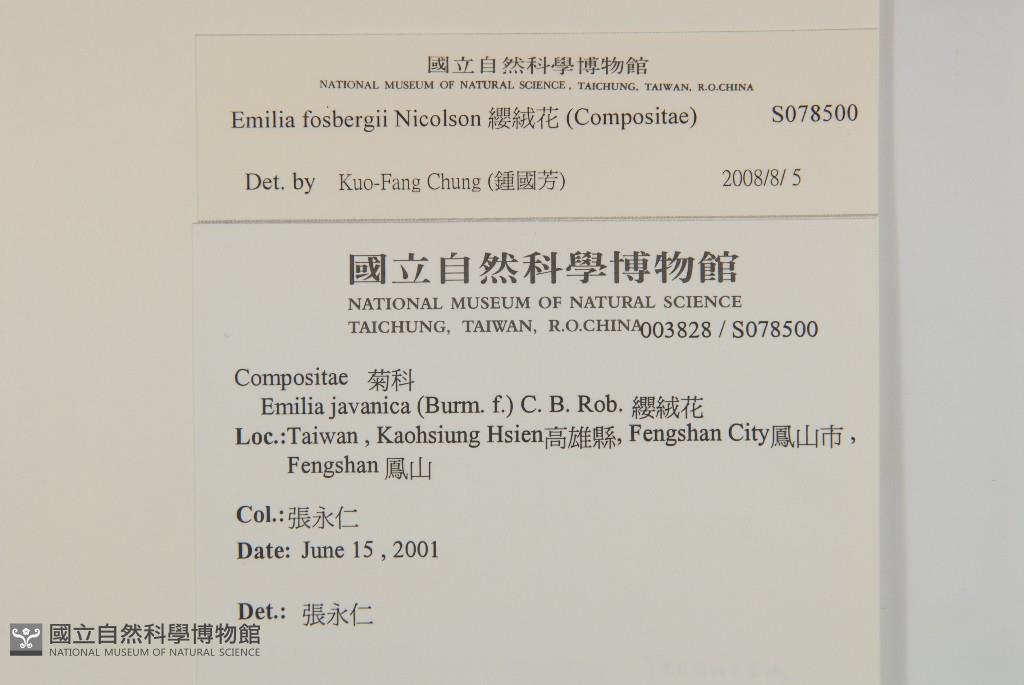 國立自然科學博物館
NATIONAL MUSEUM OF NATURAL SCIENCE , TAICHUNG, TAIWAN, R.O.CHINA
Emilia fosbergii Nicolson 纓絨花 (Compositae) S078500
Det. by Kuo-Fang Chung (鍾國芳) 2008/8/ 5
國立自然科學博物館
NATIONAL MUSEUM OF NATURAL SCIENCE
TAICHUNG, TAIWAN, R.O.CHINA 003828 / S078500
Compositae 菊科
Emilia javanica (Burm. f.) C. B. Rob. 纓絨花
Loc.:Taiwan , Kaohsiung Hsien高雄縣, Fengshan City鳳山市 ,
Fengshan 鳳山
Col.:張永仁
Date: June 15 , 2001
Det.: 張永仁
國立自然科學博物館
NATIONAL MUSEUM OF NATURAL SCIENCE